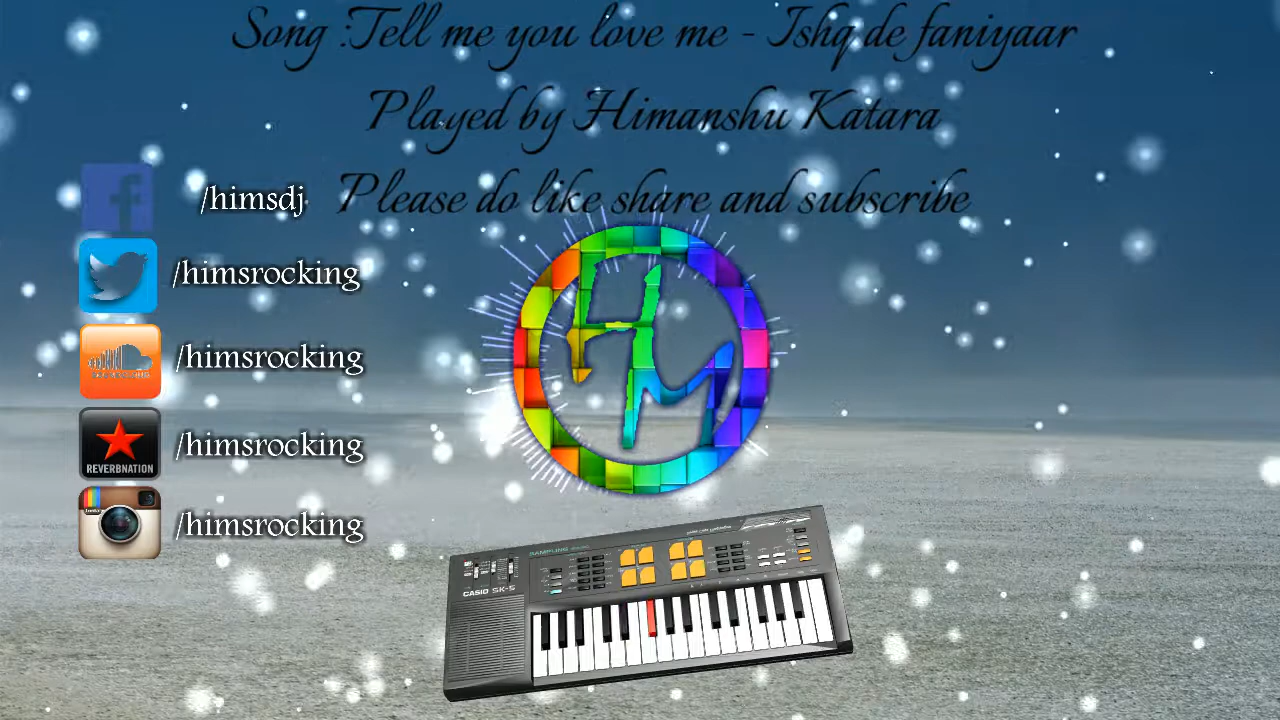 Song :Tell me you love me - Ishq de faniyaar
Played by Himanshu Katara
Please do like share and subscribe
/himsdj
/himsrocking
/himsrocking
REVERBNATION
/himsrocking
/himsrocking
HM
CASIO SK-5
SAMPLING